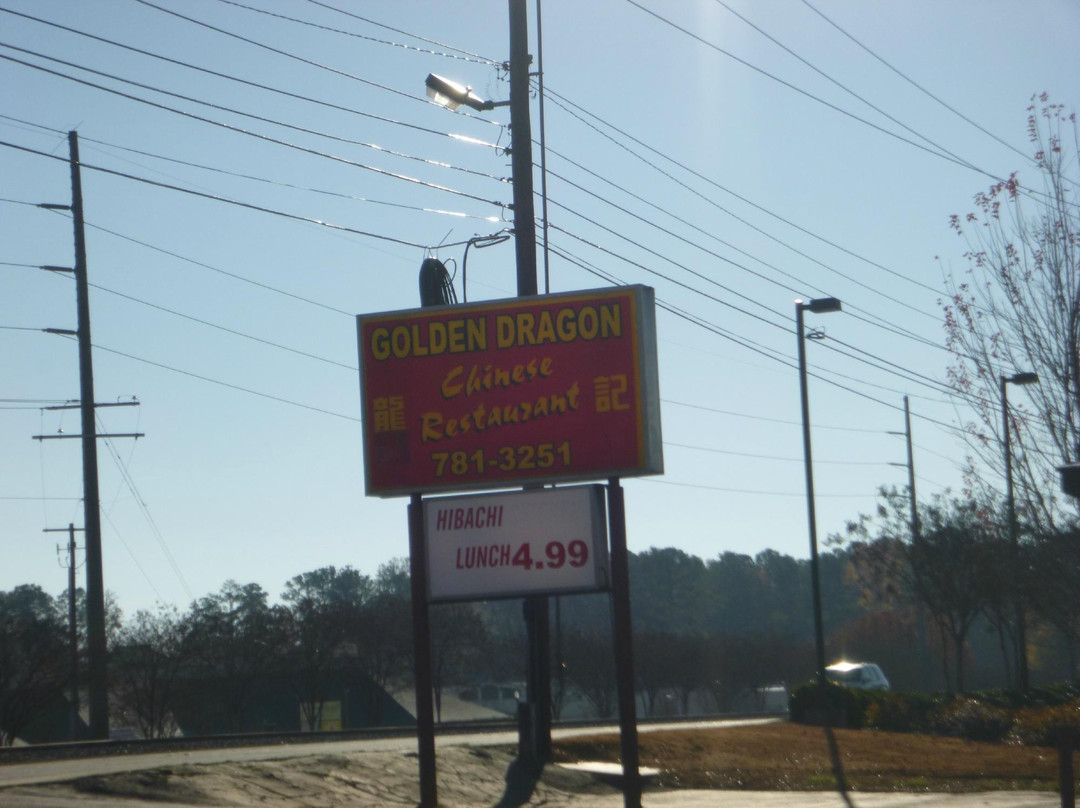 GOLDEN DRAGON
Chinese
Restaurant
龍 記
781-3251
HIBACHI
LUNCH 4.99